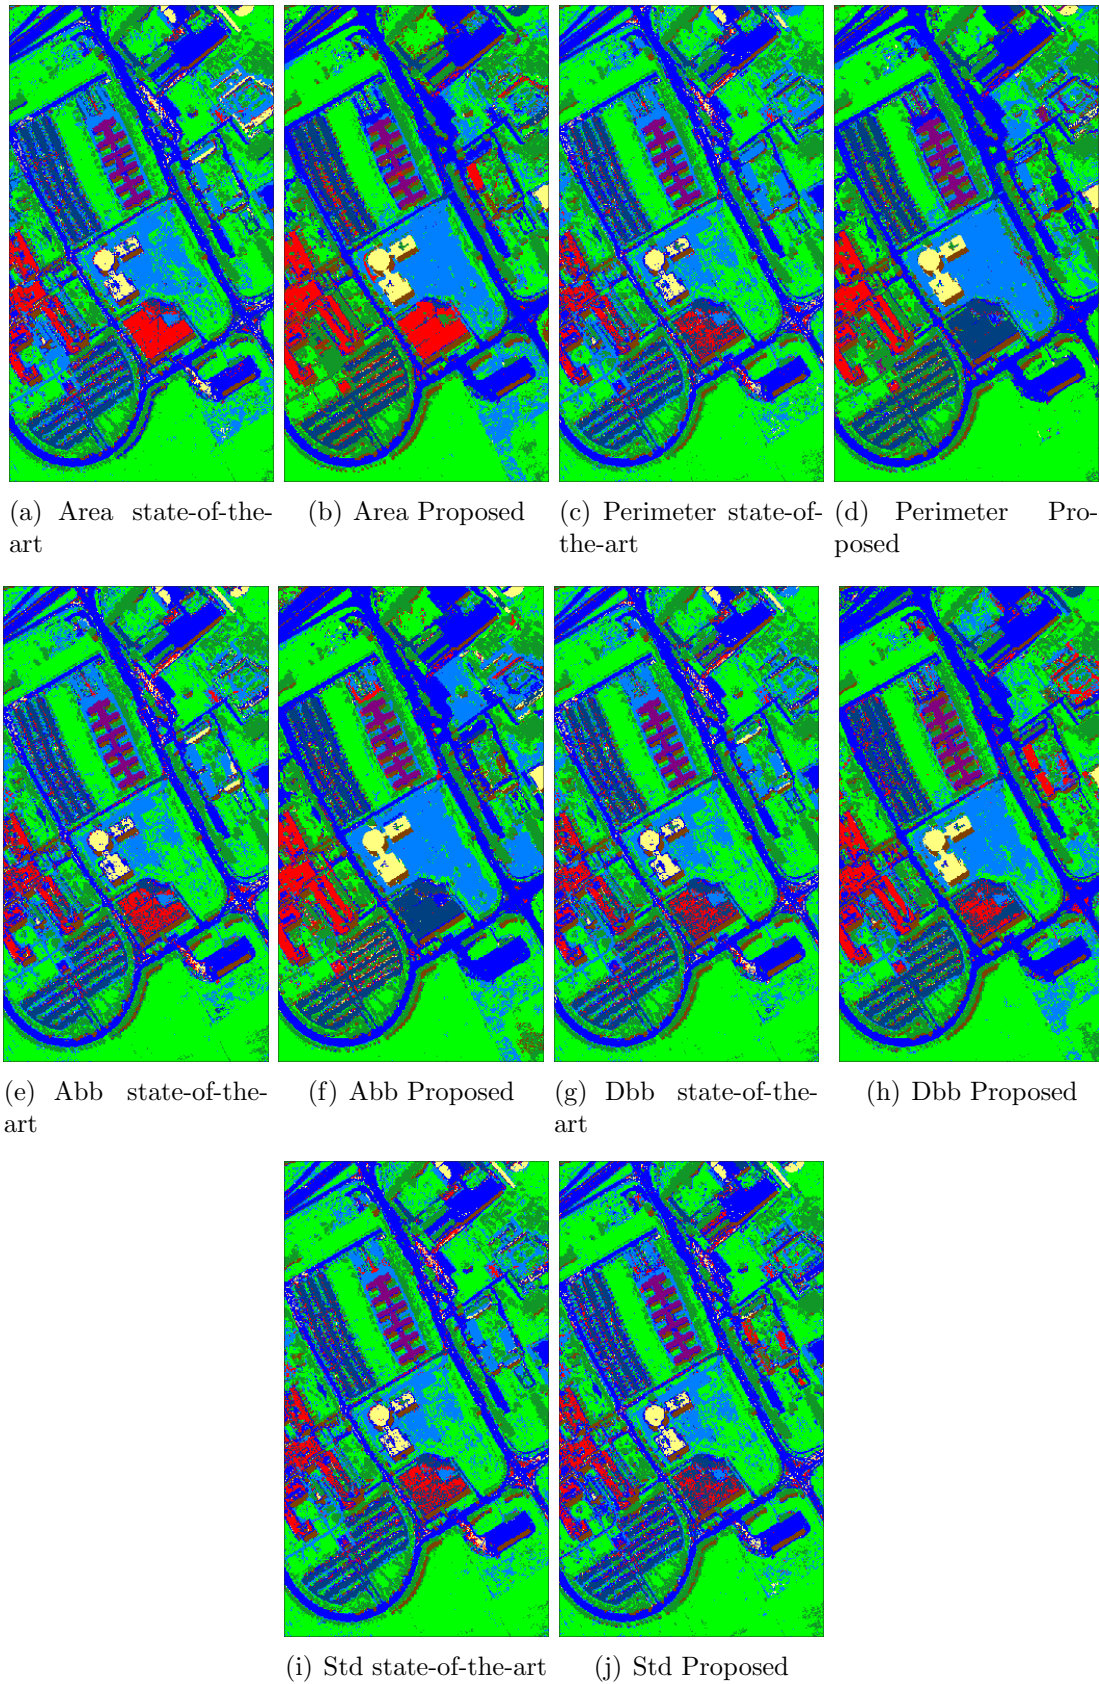 (a) Area state-of-the-
art
(b) Area Proposed
(c) Perimeter state-of-
the-art
(d) Perimeter Pro-
posed
(e) Abb state-of-the-
art
(f) Abb Proposed
(g) Dbb state-of-the-
art
(h) Dbb Proposed
(i) Std state-of-the-art
(j) Std Proposed